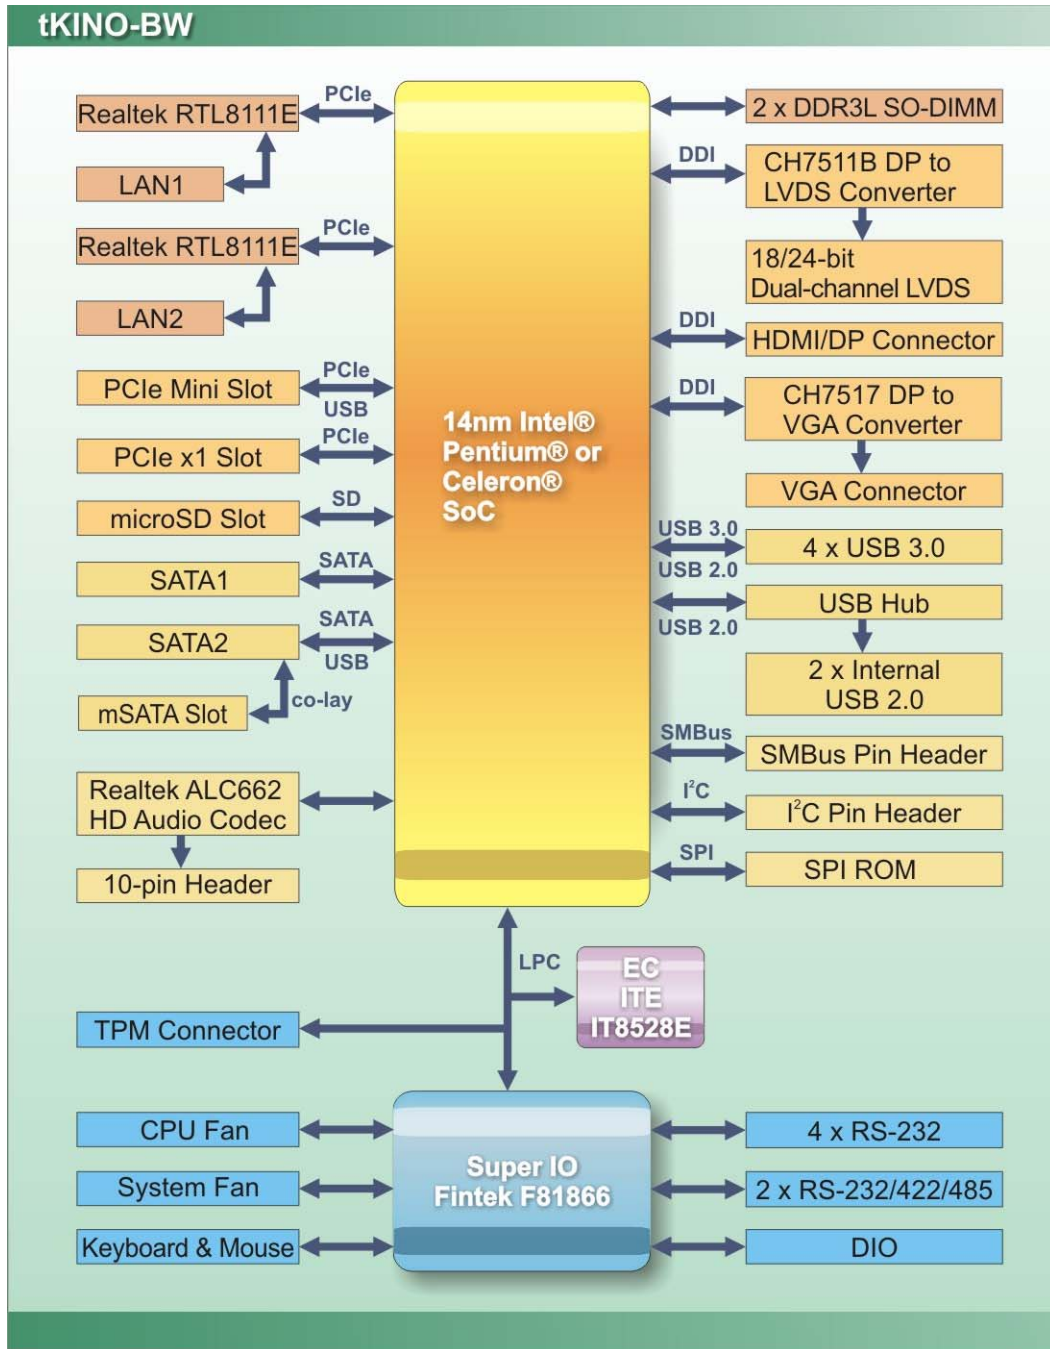 tKINO-BW
Realtek RTL8111E
PCIe
LAN1
Realtek RTL8111E
PCIe
LAN2
PCIe Mini Slot
PCIe
USB
PCIe x1 Slot
PCIe
microSD Slot
SD
SATA1
SATA
SATA2
SATA
USB
co-lay
mSATA Slot
Realtek ALC662
HD Audio Codec
10-pin Header
14nm Intel®
Pentium® or
Celeron®
SoC
2 x DDR3L SO-DIMM
DDI
CH7511B DP to
LVDS Converter
18/24-bit
Dual-channel LVDS
DDI
HDMI/DP Connector
DDI
CH7517 DP to
VGA Converter
VGA Connector
USB 3.0
4 x USB 3.0
USB 2.0
USB Hub
USB 2.0
2 x Internal
USB 2.0
SMBus
SMBus Pin Header
I²C
I²C Pin Header
SPI
SPI ROM
LPC
EC
ITE
IT8528E
TPM Connector
CPU Fan
System Fan
Keyboard & Mouse
Super IO
Fintek F81866
4 x RS-232
2 x RS-232/422/485
DIO